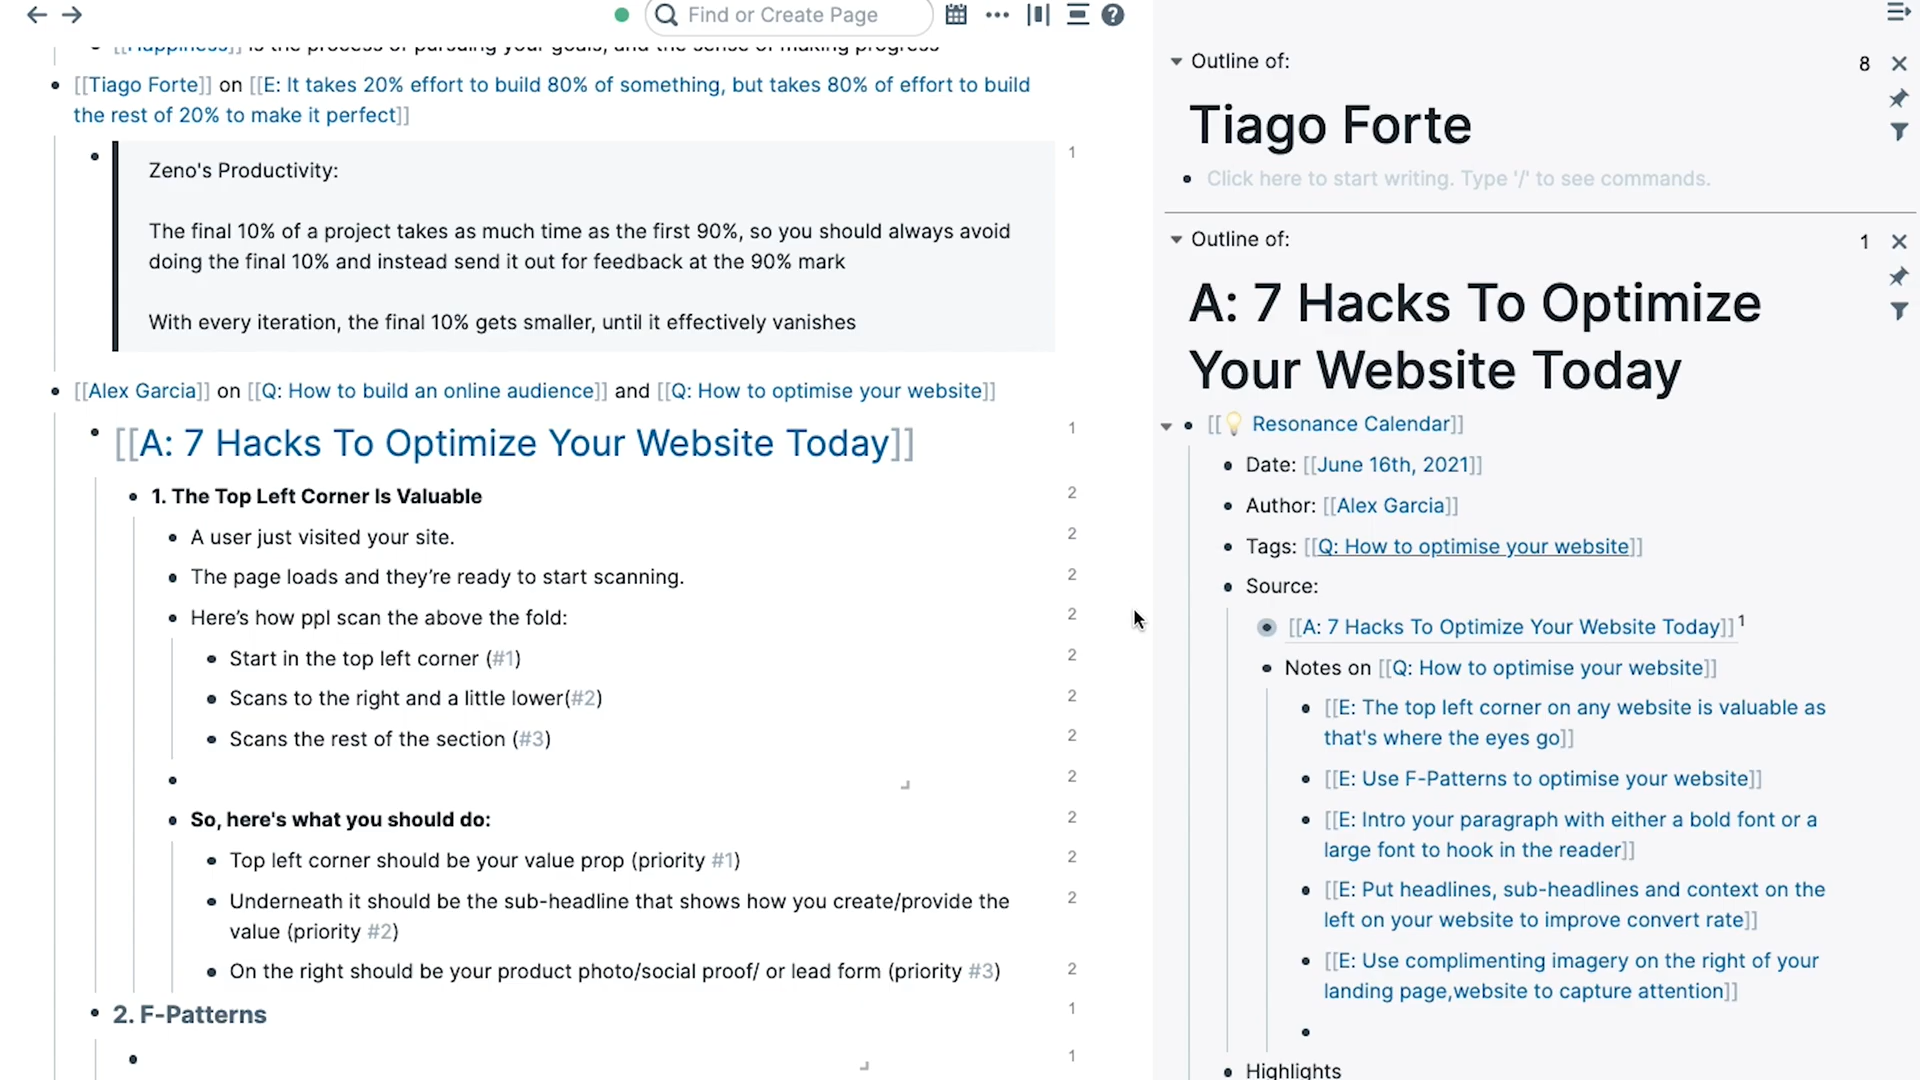 Find or Create Page
[[Happiness]] is the process of pursuing your goals, and the sense of making progress
[[Tiago Forte]] on [[E: It takes 20% effort to build 80% of something, but takes 80% of effort to build
the rest of 20% to make it perfect]]
Zeno's Productivity:
1
The final 10% of a project takes as much time as the first 90%, so you should always avoid
doing the final 10% and instead send it out for feedback at the 90% mark
With every iteration, the final 10% gets smaller, until it effectively vanishes
[[Alex Garcia]] on [[Q: How to build an online audience]] and [[Q: How to optimise your website]]
[[A: 7 Hacks To Optimize Your Website Today]]
1
1. The Top Left Corner Is Valuable
2
A user just visited your site.
2
The page loads and they’re ready to start scanning.
2
Here’s how ppl scan the above the fold:
2
Start in the top left corner (#1)
2
Scans to the right and a little lower(#2)
2
Scans the rest of the section (#3)
2
2
So, here's what you should do:
2
Top left corner should be your value prop (priority #1)
2
Underneath it should be the sub-headline that shows how you create/provide the
2
value (priority #2)
On the right should be your product photo/social proof/ or lead form (priority #3)
2
2. F-Patterns
1
1
Outline of:
8
Tiago Forte
Click here to start writing. Type '/' to see commands.
Outline of:
1
A: 7 Hacks To Optimize
Your Website Today
[[💡 Resonance Calendar]]
Date: [[June 16th, 2021]]
Author: [[Alex Garcia]]
Tags: [[Q: How to optimise your website]]
Source:
[[A: 7 Hacks To Optimize Your Website Today]] 1
Notes on [[Q: How to optimise your website]]
[[E: The top left corner on any website is valuable as
that's where the eyes go]]
[[E: Use F-Patterns to optimise your website]]
[[E: Intro your paragraph with either a bold font or a
large font to hook in the reader]]
[[E: Put headlines, sub-headlines and context on the
left on your website to improve convert rate]]
[[E: Use complimenting imagery on the right of your
landing page,website to capture attention]]
Highlights